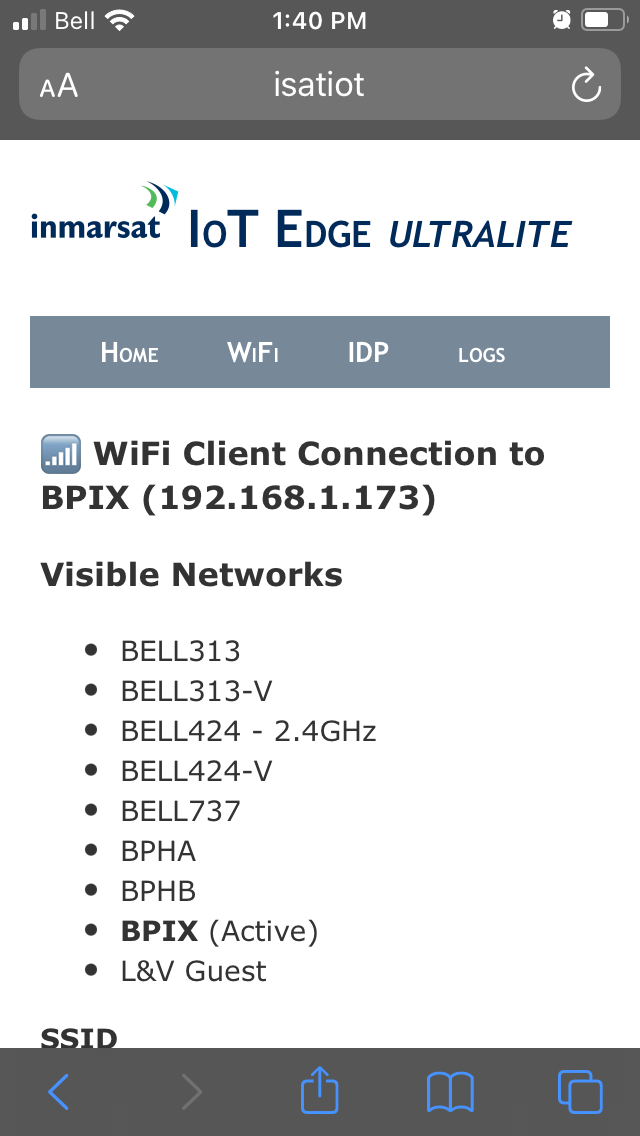 Bell 1:40 PM
AA isatiot
inmarsat IoT Edge ULTRALITE
Home WiFi IDP LOGS
WiFi Client Connection to
BPIX (192.168.1.173)
Visible Networks
• BELL313
• BELL313-V
• BELL424 - 2.4GHz
• BELL424-V
• BELL737
• BPHA
• BPHB
• BPIX (Active)
• L&V Guest
SSID